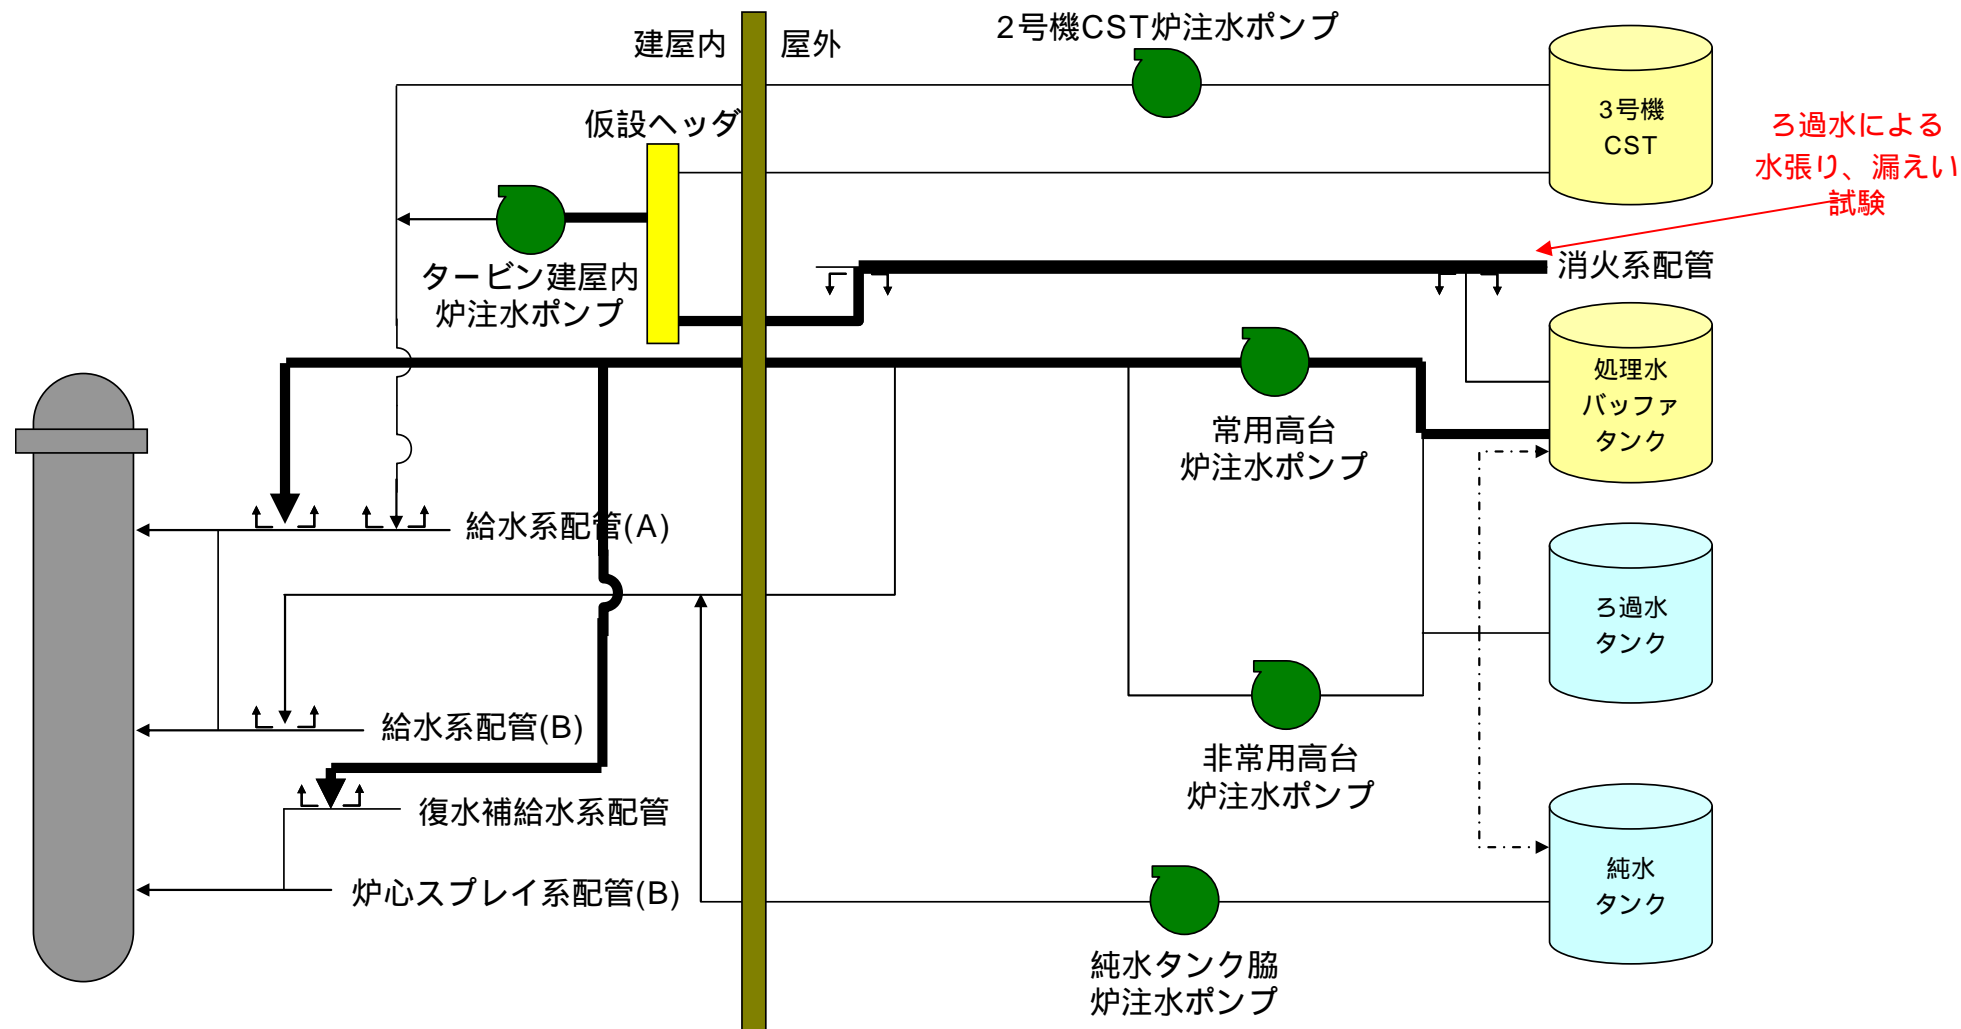 建屋内
屋外
2号機CST炉注水ポンプ
仮設ヘッダ
3号機
CST
ろ過水による
水張り、漏えい
試験
タービン建屋内
炉注水ポンプ
消火系配管
処理水
バッファ
タンク
常用高台
炉注水ポンプ
給水系配管(A)
ろ過水
タンク
給水系配管(B)
非常用高台
炉注水ポンプ
復水補給水系配管
炉心スプレイ系配管(B)
純水
タンク
純水タンク脇
炉注水ポンプ